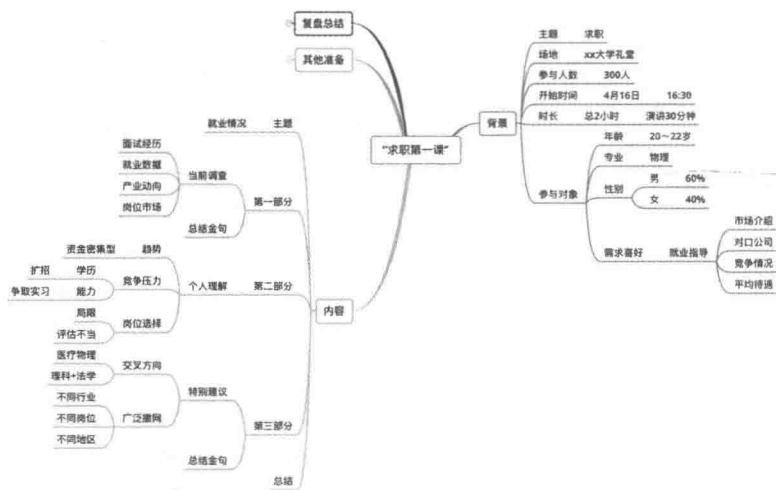 "求职第一课"
背景
主题 求职
场地 xx大学礼堂
参与人数 300人
开始时间 4月16日 16:30
时长 总2小时 演讲30分钟
参与对象
年龄 20～22岁
专业 物理
性别
男 60%
女 40%
需求喜好 就业指导
市场介绍
对口公司
竞争情况
平均待遇
复盘总结
其他准备
内容
就业情况 主题
第一部分
当前调查
面试经历
就业数据
产业动向
岗位市场
总结金句
第二部分
个人理解
资金密集型 趋势
竞争压力
扩招 学历
争取实习 能力
岗位选择
局限
评估不当
第三部分
特别建议
交叉方向
医疗物理
理科+法学
广泛撒网
不同行业
不同岗位
不同地区
总结金句
总结